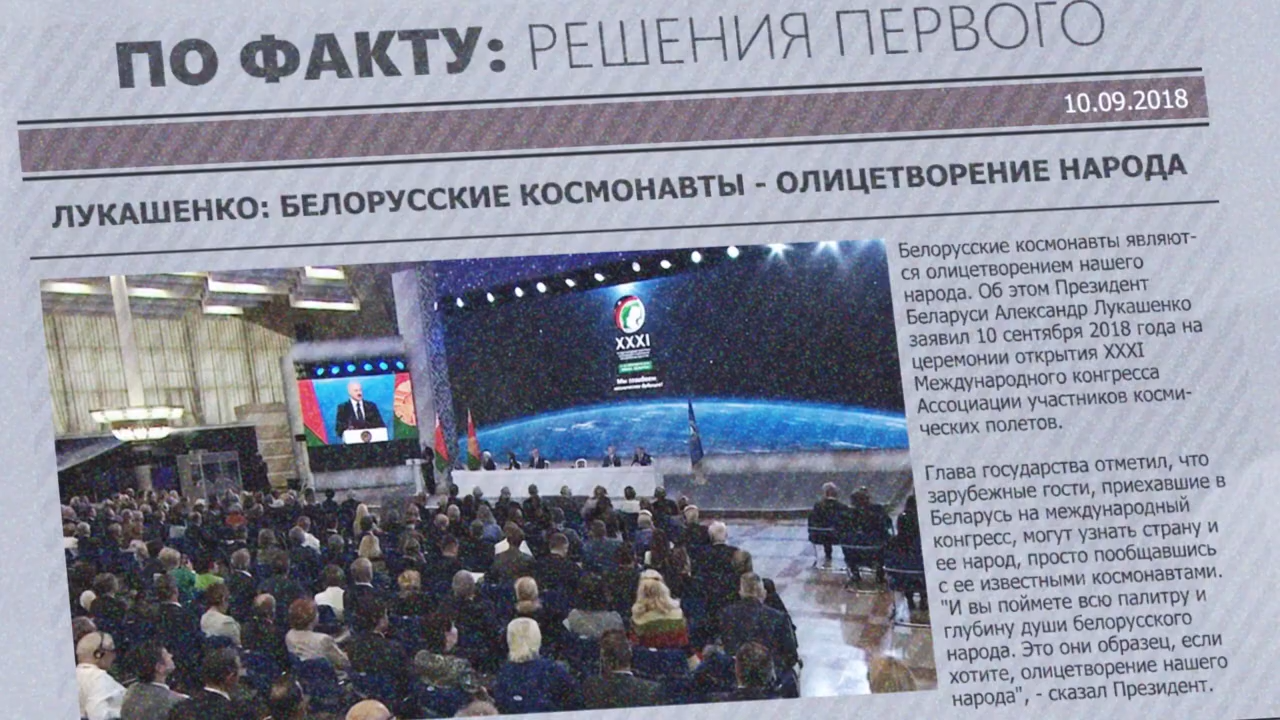 ПО ФАКТУ: РЕШЕНИЯ ПЕРВОГО
10.09.2018
ЛУКАШЕНКО: БЕЛОРУССКИЕ КОСМОНАВТЫ - ОЛИЦЕТВОРЕНИЕ НАРОДА
XXXI
Мы создаем
Белорусские космонавты являют-
ся олицетворением нашего
народа. Об этом Президент
Беларуси Александр Лукашенко
заявил 10 сентября 2018 года на
церемонии открытия XXXI
Международного конгресса
Ассоциации участников косми-
ческих полетов.
Глава государства отметил, что
зарубежные гости, приехавшие в
Беларусь на международный
конгресс, могут узнать страну и
ее народ, просто пообщавшись
с ее известными космонавтами.
"И вы поймете всю палитру и
глубину души белорусского
народа. Это они образец, если
хотите, олицетворение нашего
народа", - сказал Президент.